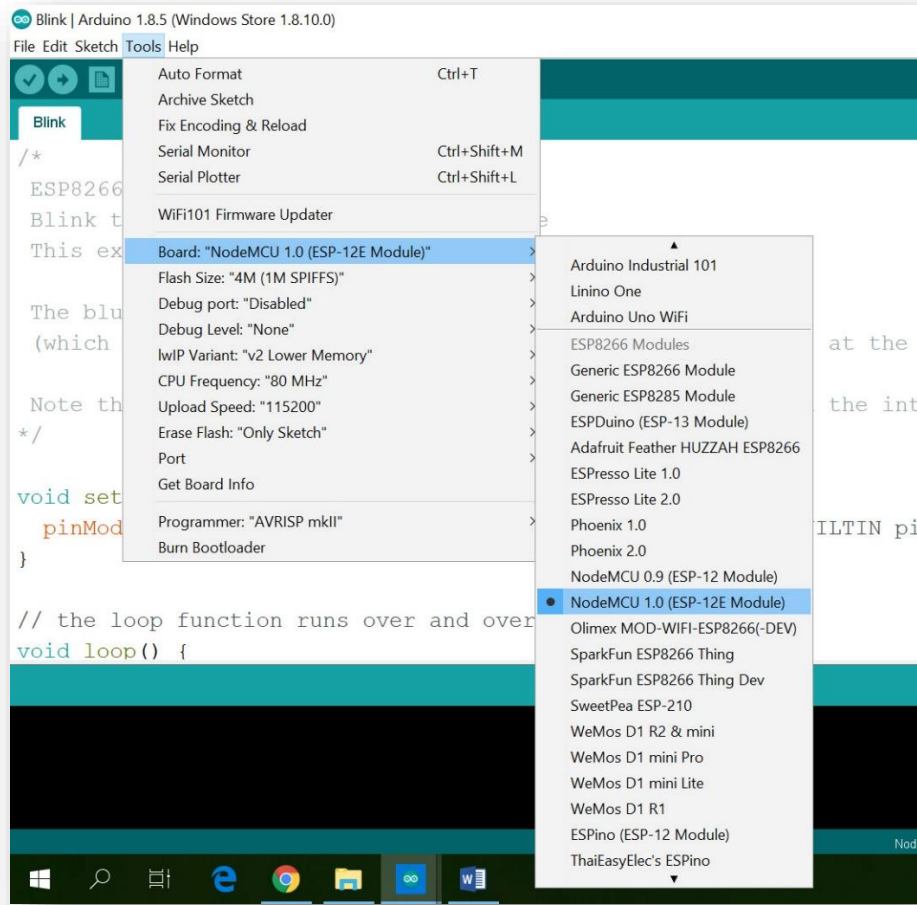 Blink | Arduino 1.8.5 (Windows Store 1.8.10.0)
File Edit Sketch Tools Help
Auto Format Ctrl+T
Archive Sketch
Fix Encoding & Reload
Serial Monitor Ctrl+Shift+M
Serial Plotter Ctrl+Shift+L
WiFi101 Firmware Updater
Board: "NodeMCU 1.0 (ESP-12E Module)"
Flash Size: "4M (1M SPIFFS)"
Debug port: "Disabled"
Debug Level: "None"
lwIP Variant: "v2 Lower Memory"
CPU Frequency: "80 MHz"
Upload Speed: "115200"
Erase Flash: "Only Sketch"
Port
Get Board Info
Programmer: "AVRISP mkII"
Burn Bootloader
Arduino Industrial 101
Linino One
Arduino Uno WiFi
ESP8266 Modules
Generic ESP8266 Module
Generic ESP8285 Module
ESPDuino (ESP-13 Module)
Adafruit Feather HUZZAH ESP8266
ESPresso Lite 1.0
ESPresso Lite 2.0
Phoenix 1.0
Phoenix 2.0
NodeMCU 0.9 (ESP-12 Module)
NodeMCU 1.0 (ESP-12E Module)
Olimex MOD-WIFI-ESP8266(-DEV)
SparkFun ESP8266 Thing
SparkFun ESP8266 Thing Dev
SweetPea ESP-210
WeMos D1 R2 & mini
WeMos D1 mini Pro
WeMos D1 mini Lite
WeMos D1 R1
ESPino (ESP-12 Module)
ThaiEasyElec's ESPino
Blink
/*
ESP8266
Blink t e
This ex
The blu
(which at the
Note th the int
*/
void set
pinMod ILTIN pi
}
// the loop function runs over and over
void loop() {
Nod